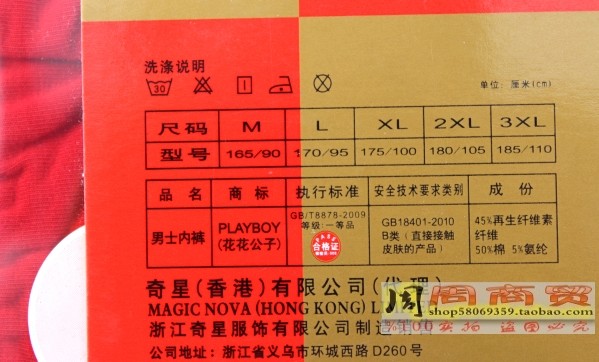 洗涤说明
30
单位：厘米(cm)
尺码 M L XL 2XL 3XL
型号 165/90 170/95 175/100 180/105 185/110
品名 商标 执行标准 安全技术要求类别 成份
男士内裤 PLAYBOY (花花公子) GB/T8878-2009 等级:一等品 GB18401-2010 B类（直接接触皮肤的产品） 45%再生纤维素纤维 50%棉 5%氨纶
PASS
合格证
奇星(香港)有限公司(代理)
MAGIC NOVA (HONG KONG) L
周周商贸
浙江奇星服饰有限公司制造
shop58069359.taobao.com
公司地址：浙江省义乌市环城西路D260号